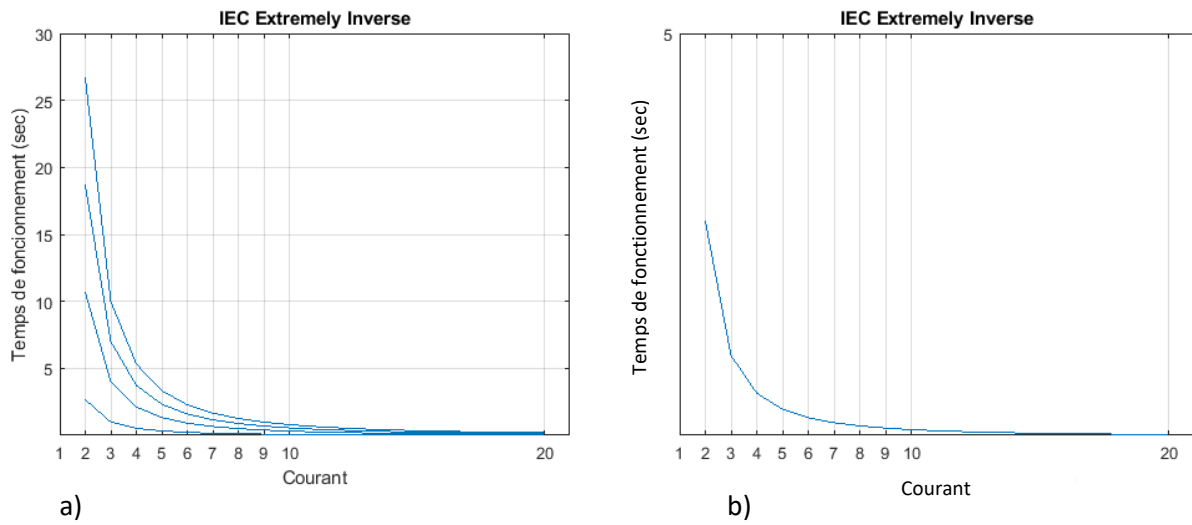 IEC Extremely Inverse
30
25
20
15
10
5
Temps de foncionnement (sec)
1 2 3 4 5 6 7 8 9 10 20
Courant
a)
IEC Extremely Inverse
5
Temps de fonctionnement (sec)
1 2 3 4 5 6 7 8 9 10 20
Courant
b)